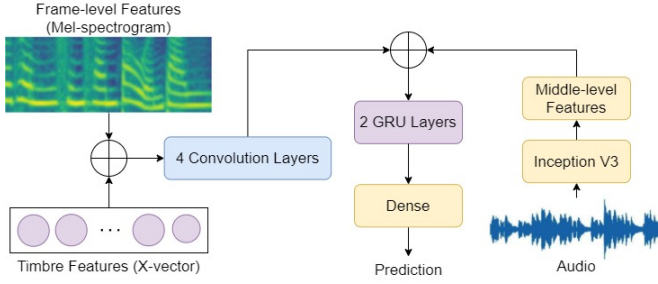 Frame-level Features
(Mel-spectrogram)
4 Convolution Layers
Timbre Features (X-vector)
2 GRU Layers
Dense
Prediction
Middle-level
Features
Inception V3
Audio